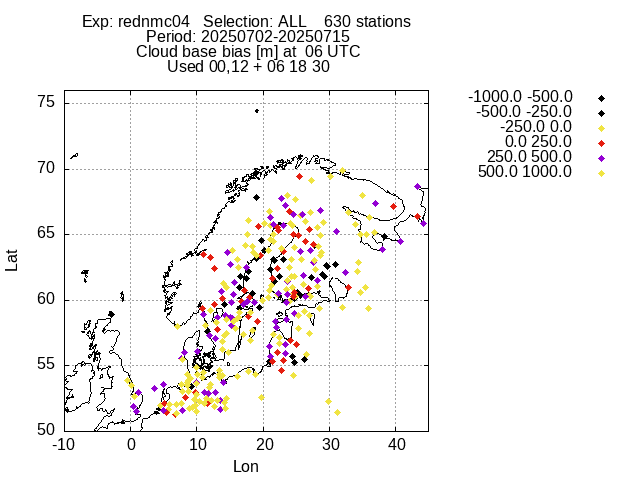 Exp: rednmc04 Selection: ALL 630 stations
Period: 20250702-20250715
Cloud base bias [m] at 06 UTC
Used 00,12 + 06 18 30
-1000.0 -500.0
-500.0 -250.0
-250.0 0.0
0.0 250.0
250.0 500.0
500.0 1000.0
75
70
65
60
55
50
Lat
-10 0 10 20 30 40
Lon